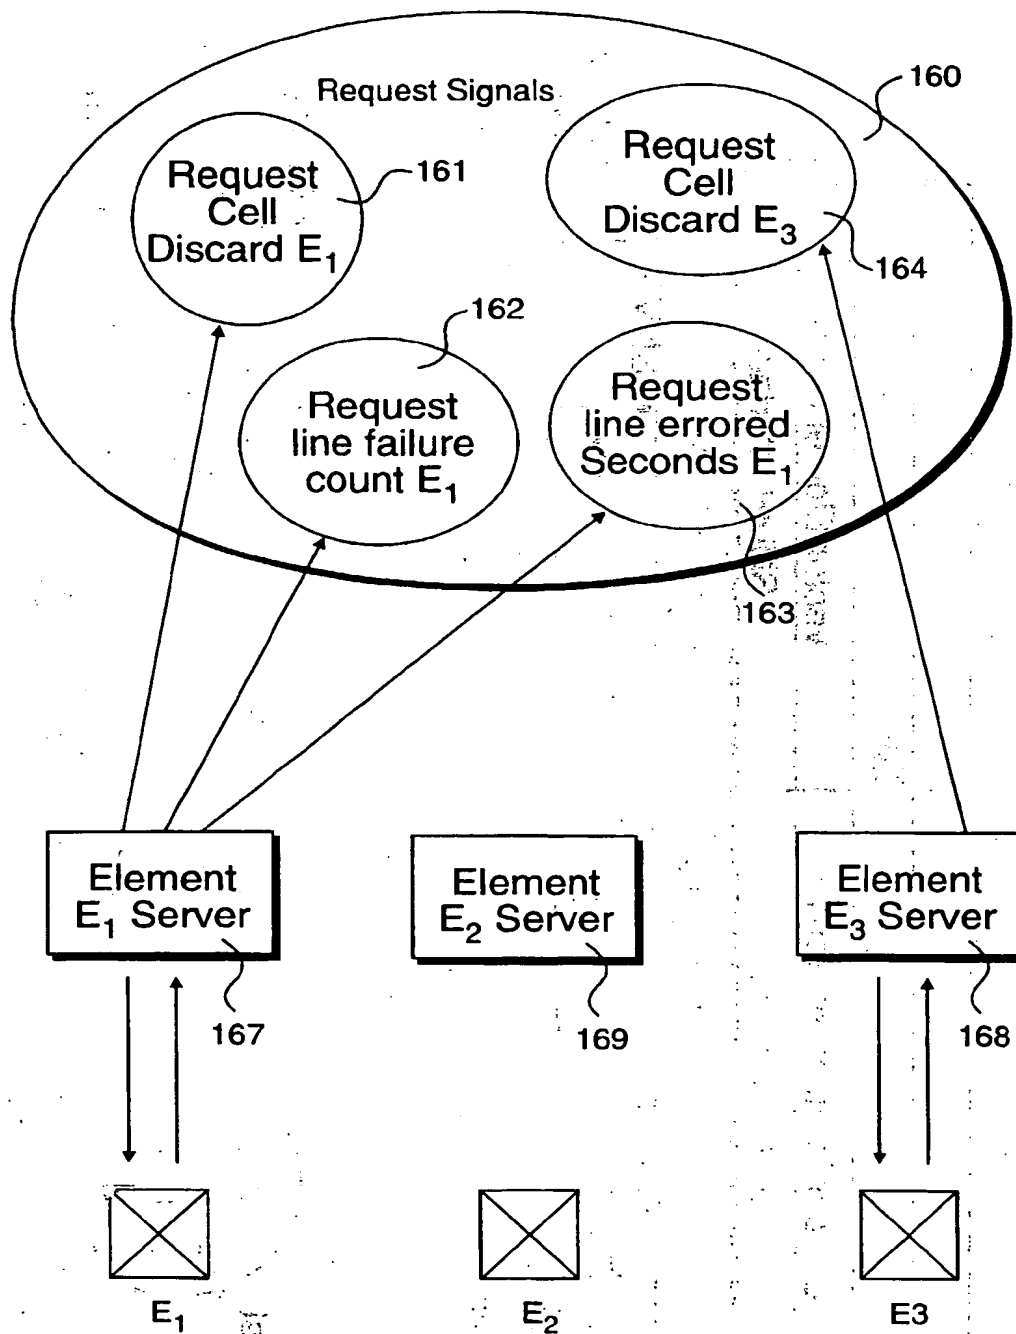 Request Signals
160
Request
Cell
Discard E₁
161
Request
Cell
Discard E₃
164
162
Request
line failure
count E₁
Request
line errored
Seconds E₁
163
Element
E₁ Server
167
Element
E₂ Server
169
Element
E₃ Server
168
E₁
E₂
E3